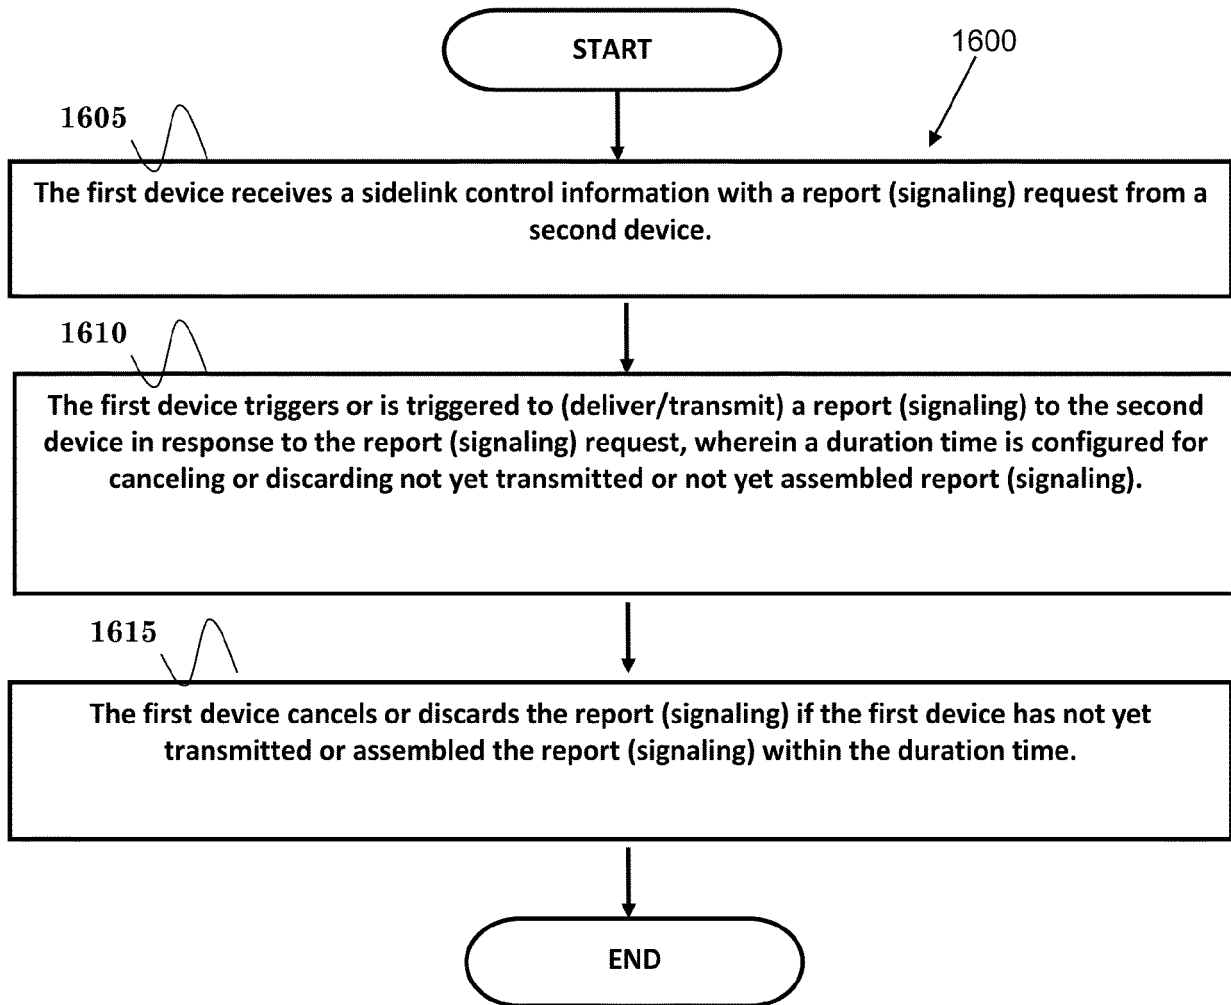 START
1600
1605
The first device receives a sidelink control information with a report (signaling) request from a
second device.
1610
The first device triggers or is triggered to (deliver/transmit) a report (signaling) to the second
device in response to the report (signaling) request, wherein a duration time is configured for
canceling or discarding not yet transmitted or not yet assembled report (signaling).
1615
The first device cancels or discards the report (signaling) if the first device has not yet
transmitted or assembled the report (signaling) within the duration time.
END